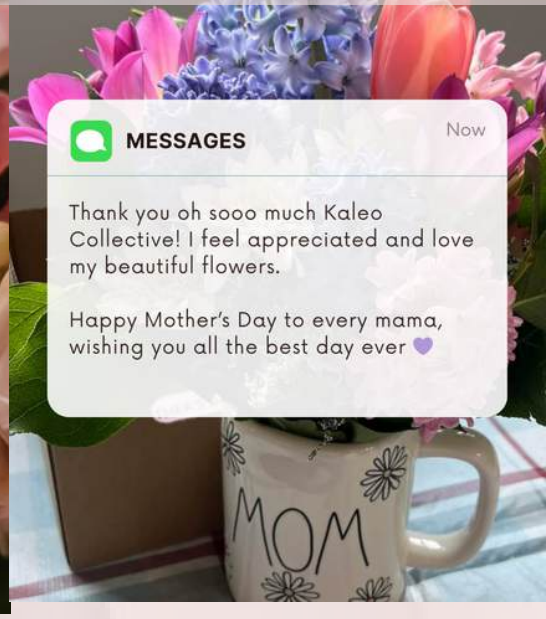 MESSAGES
Now
Thank you oh sooo much Kaleo
Collective! I feel appreciated and love
my beautiful flowers.
Happy Mother's Day to every mama,
wishing you all the best day ever 💜
MOM